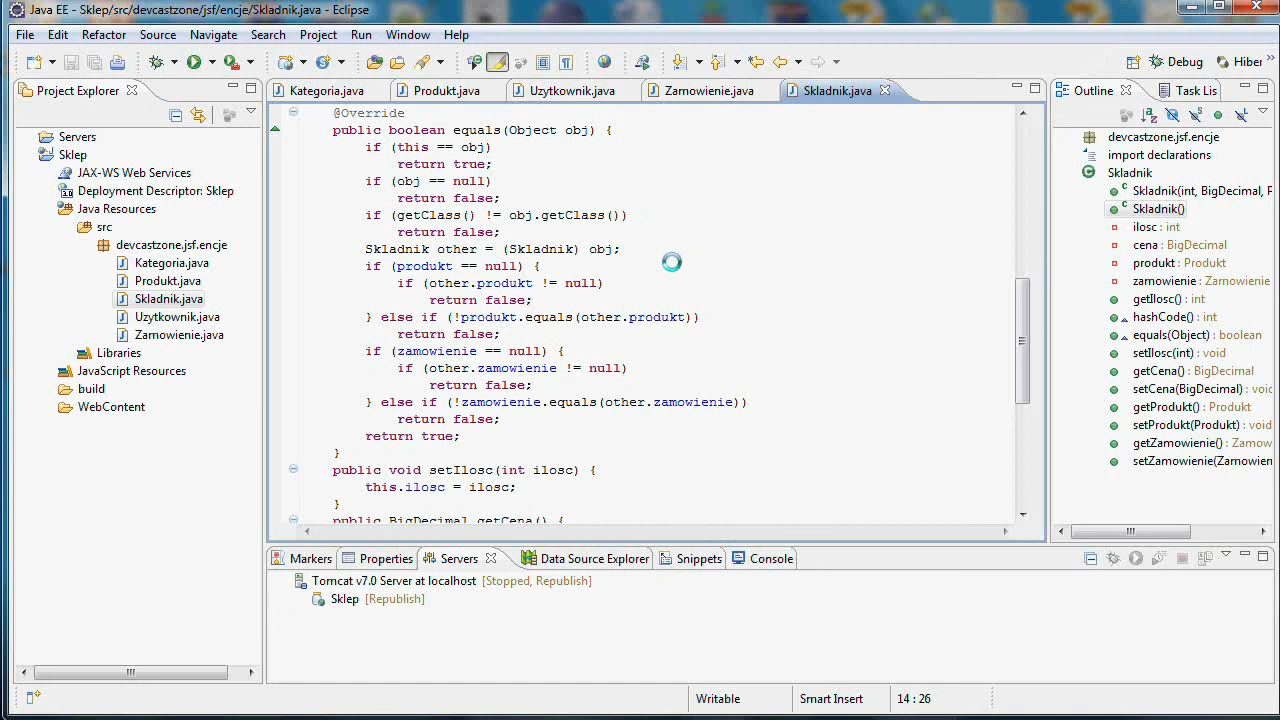 Java EE - Sklep/src/devcastzone/jsf/encje/Skladnik.java - Eclipse
File Edit Refactor Source Navigate Search Project Run Window Help
Debug Hiber
Project Explorer
Servers
Sklep
JAX-WS Web Services
Deployment Descriptor: Sklep
Java Resources
src
devcastzone.jsf.encje
Kategoria.java
Produkt.java
Skladnik.java
Uzytkownik.java
Zamowienie.java
Libraries
JavaScript Resources
build
WebContent
Kategoria.java Produkt.java Uzytkownik.java Zamowienie.java Skladnik.java
@Override
public boolean equals(Object obj) {
if (this == obj)
return true;
if (obj == null)
return false;
if (getClass() != obj.getClass())
return false;
Skladnik other = (Skladnik) obj;
if (produkt == null) {
if (other.produkt != null)
return false;
} else if (!produkt.equals(other.produkt))
return false;
if (zamowienie == null) {
if (other.zamowienie != null)
return false;
} else if (!zamowienie.equals(other.zamowienie))
return false;
return true;
}
public void setIlosc(int ilosc) {
this.ilosc = ilosc;
}
public BigDecimal getCena() {
Outline Task Lis
devcastzone.jsf.encje
import declarations
Skladnik
Skladnik(int, BigDecimal, P
Skladnik()
ilosc : int
cena : BigDecimal
produkt : Produkt
zamowienie : Zamowienie
getIlosc() : int
hashCode() : int
equals(Object) : boolean
setIlosc(int) : void
getCena() : BigDecimal
setCena(BigDecimal) : void
getProdukt() : Produkt
setProdukt(Produkt) : void
getZamowienie() : Zamow
setZamowienie(Zamowien
Markers Properties Servers Data Source Explorer Snippets Console
Tomcat v7.0 Server at localhost [Stopped, Republish]
Sklep [Republish]
Writable Smart Insert 14 : 26